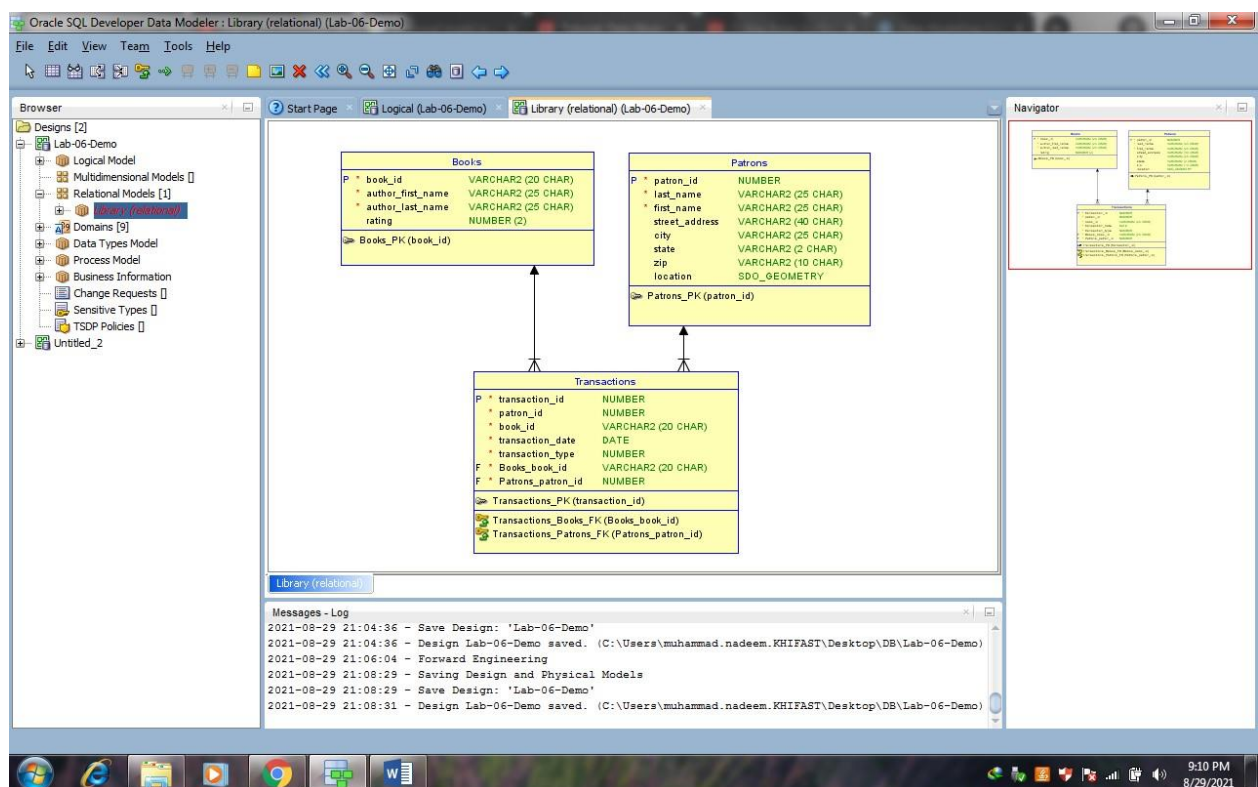 Oracle SQL Developer Data Modeler : Library (relational) (Lab-06-Demo)
File Edit View Team Tools Help
Browser
Designs [2]
Lab-06-Demo
Logical Model
Multidimensional Models []
Relational Models [1]
Library (relational)
Domains [9]
Data Types Model
Process Model
Business Information
Change Requests []
Sensitive Types []
TSDP Policies []
Untitled_2
Start Page
Logical (Lab-06-Demo)
Library (relational) (Lab-06-Demo)
Books
P * book_id VARCHAR2 (20 CHAR)
* author_first_name VARCHAR2 (25 CHAR)
* author_last_name VARCHAR2 (25 CHAR)
rating NUMBER (2)
Books_PK (book_id)
Patrons
P * patron_id NUMBER
* last_name VARCHAR2 (25 CHAR)
* first_name VARCHAR2 (25 CHAR)
street_address VARCHAR2 (40 CHAR)
city VARCHAR2 (25 CHAR)
state VARCHAR2 (2 CHAR)
zip VARCHAR2 (10 CHAR)
location SDO_GEOMETRY
Patrons_PK (patron_id)
Transactions
P * transaction_id NUMBER
* patron_id NUMBER
* book_id VARCHAR2 (20 CHAR)
* transaction_date DATE
* transaction_type NUMBER
F * Books_book_id VARCHAR2 (20 CHAR)
F * Patrons_patron_id NUMBER
Transactions_PK (transaction_id)
Transactions_Books_FK (Books_book_id)
Transactions_Patrons_FK (Patrons_patron_id)
Library (relational)
Messages - Log
2021-08-29 21:04:36 - Save Design: 'Lab-06-Demo'
2021-08-29 21:04:36 - Design Lab-06-Demo saved. (C:\Users\muhammad.nadeem.KHIFAST\Desktop\DB\Lab-06-Demo)
2021-08-29 21:06:04 - Forward Engineering
2021-08-29 21:08:29 - Saving Design and Physical Models
2021-08-29 21:08:29 - Save Design: 'Lab-06-Demo'
2021-08-29 21:08:31 - Design Lab-06-Demo saved. (C:\Users\muhammad.nadeem.KHIFAST\Desktop\DB\Lab-06-Demo)
Navigator
Books
Patrons
Transactions
9:10 PM
8/29/2021